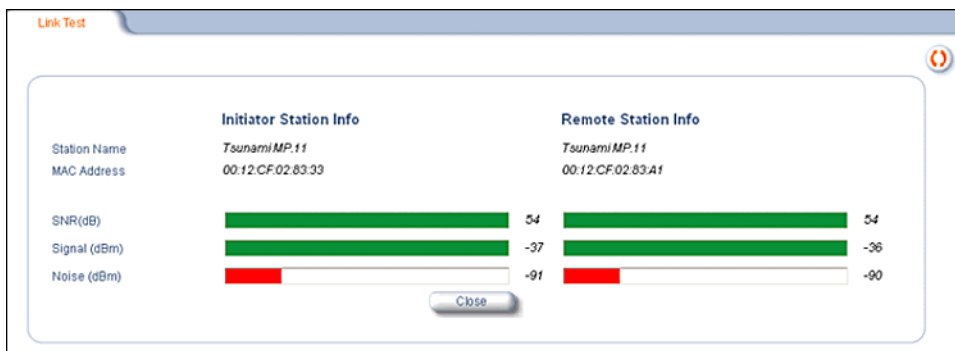 Link Test
Initiator Station Info Remote Station Info
Station Name Tsunami MP.11 Tsunami MP.11
MAC Address 00:12:CF:02:83:33 00:12:CF:02:83:A1
SNR(dB) 54 54
Signal (dBm) -37 -36
Noise (dBm) -91 -90
Close